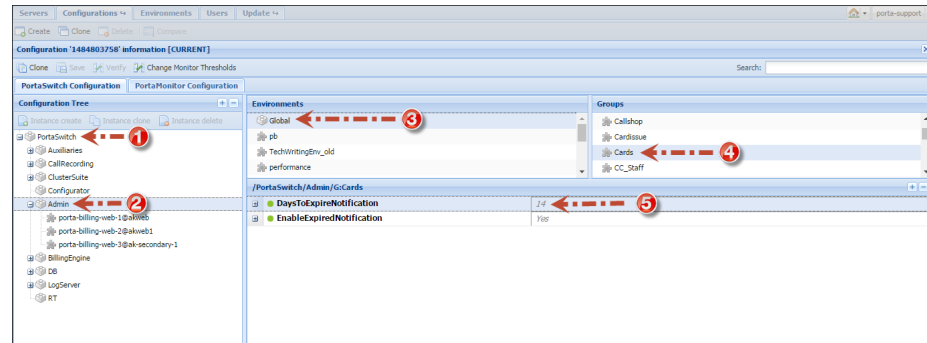 Servers Configurations Environments Users Update porta-support
Create Clone Delete Compare
Configuration '1484803758' information [CURRENT]
Clone Save Verify Change Monitor Thresholds Search:
PortaSwitch Configuration PortaMonitor Configuration
Configuration Tree
Instance create Instance clone Instance delete
PortaSwitch 1
Auxiliaries
CallRecording
ClusterSuite
Configurator
Admin 2
porta-billing-web-1@akweb
porta-billing-web-2@akweb1
porta-billing-web-3@ak-secondary-1
BillingEngine
DB
LogServer
RT
Environments
Global 3
pb
TechWritingEnv_old
performance
Groups
Callshop
Cardissue
Cards 4
CC_Staff
/PortaSwitch/Admin/G:Cards
DaysToExpireNotification 14 5
EnableExpiredNotification Yes